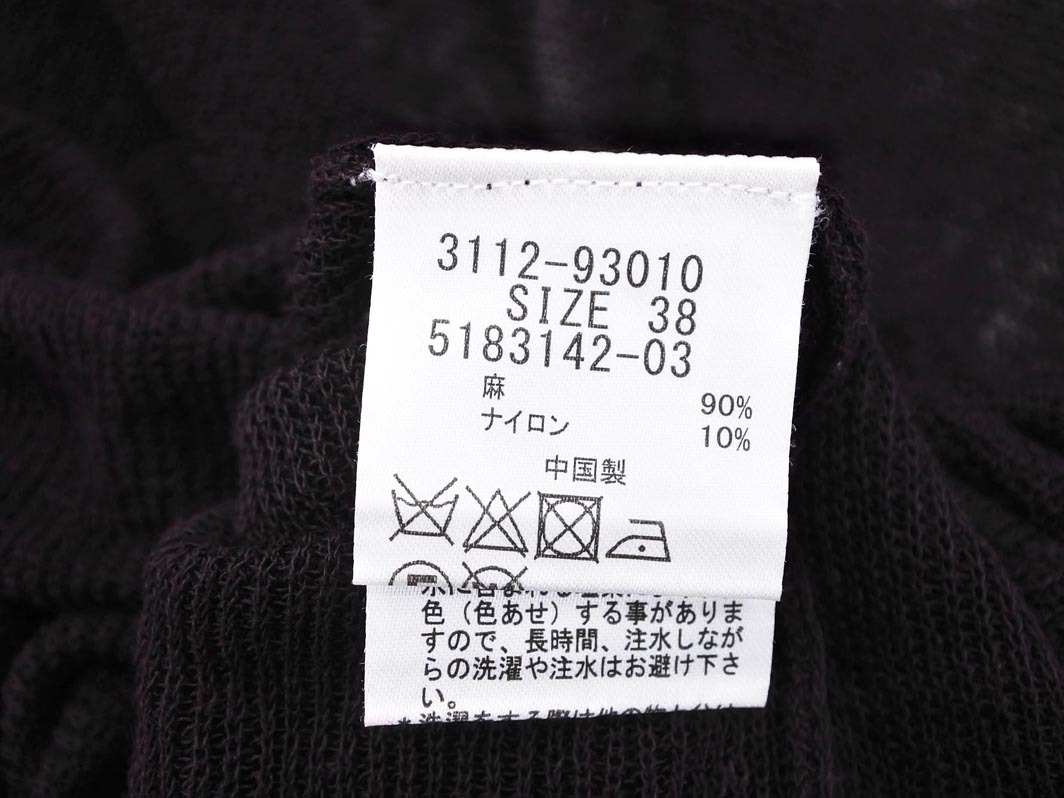 3112-93010
SIZE 38
5183142-03
麻 90%
ナイロン 10%
中国製
色（色あせ）する事がありま
すので、長時間、注水しなが
らの洗濯や注水はお避け下さ
い。